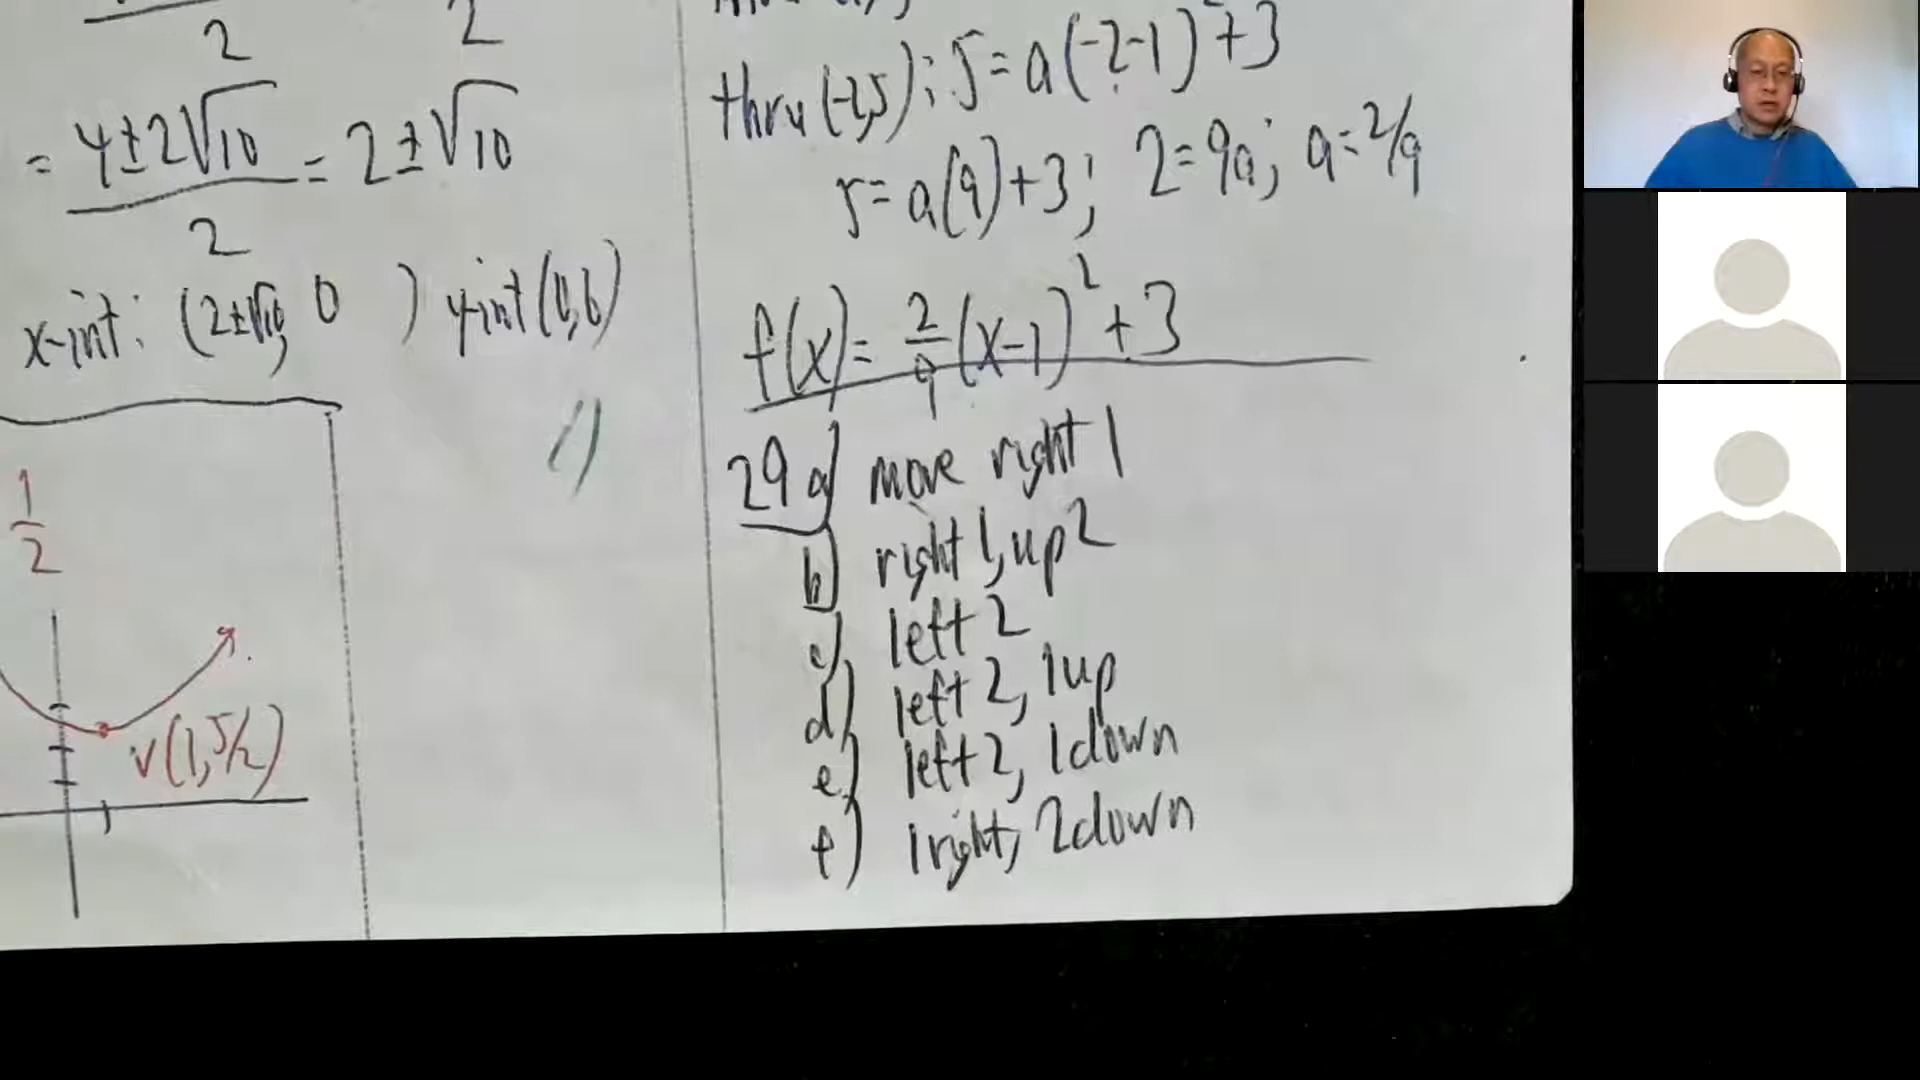 2 2
= 4±2√10 / 2 = 2±√10
x-int: (2±√10, 0 ) y-int (0,6)
1/2
v(1, 5/2)
thru (-2,5); 5=a(-2-1)²+3
5=a(9)+3; 2=9a; a=2/9
f(x)= 2/9 (x-1)²+3
29 a) move right 1
b) right 1, up 2
c) left 2
d) left 2, 1 up
e) left 2, 1 down
f) 1 right, 2 down